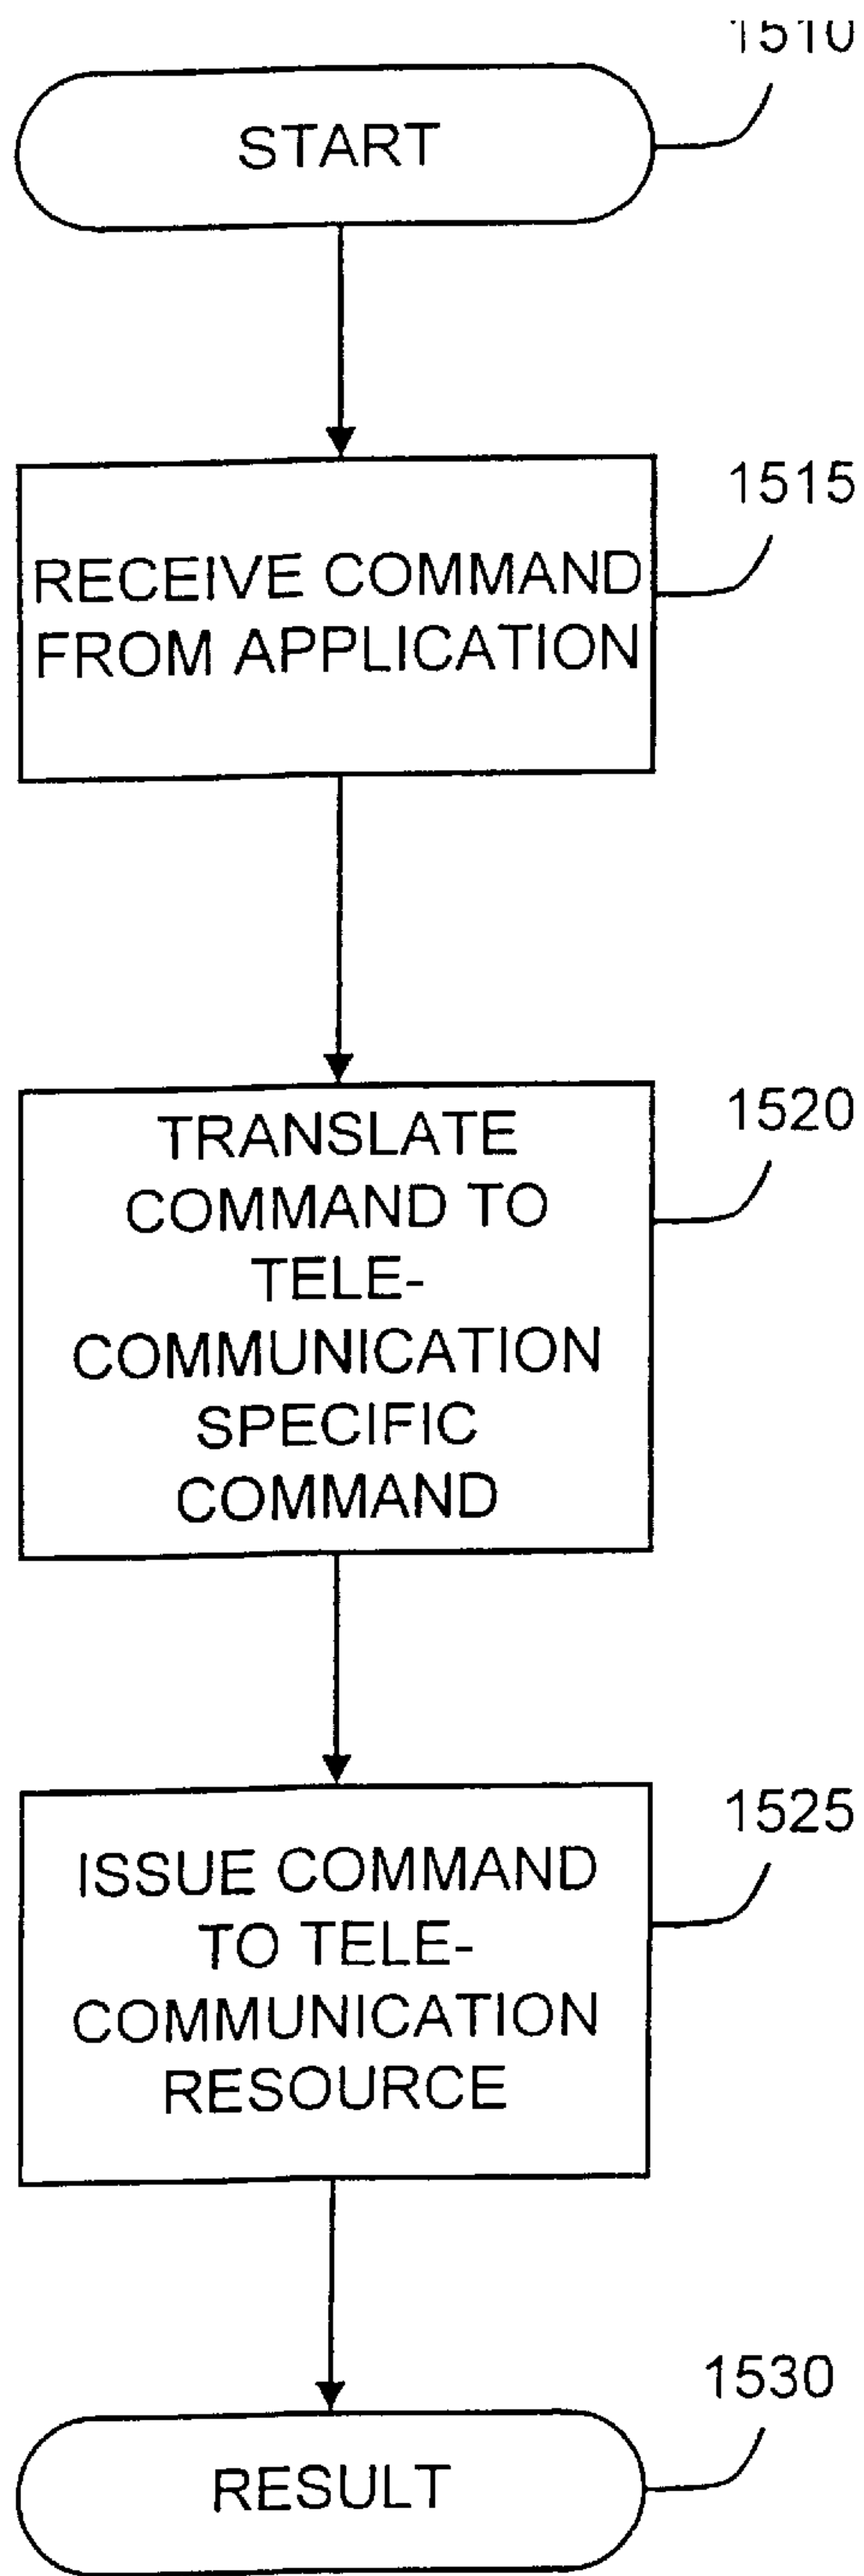 1510
START
1515
RECEIVE COMMAND
FROM APPLICATION
1520
TRANSLATE
COMMAND TO
TELE-
COMMUNICATION
SPECIFIC
COMMAND
1525
ISSUE COMMAND
TO TELE-
COMMUNICATION
RESOURCE
1530
RESULT